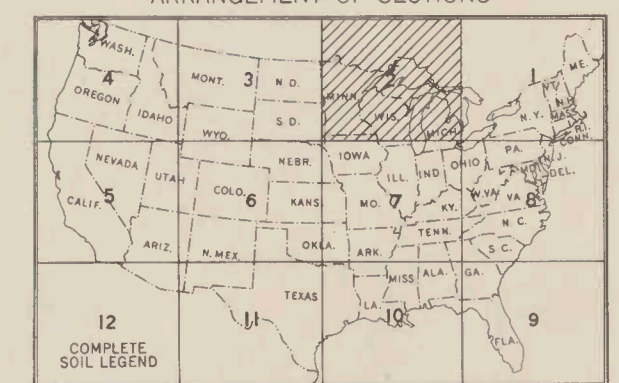 ARRANGEMENT OF SECTIONS
WASH.
4
OREGON
IDAHO
MONT.
3
WYO.
N D.
S D.
MINN.
WIS.
MICH.
1
ME.
VT.
N.H.
MASS.
R.I.
CONN.
N.Y.
NEVADA
5
CALIF.
UTAH
ARIZ.
COLO.
6
N.MEX.
NEBR.
KANS
OKLA.
IOWA
MO.
ARK.
ILL.
7
IND
KY.
TENN.
OHIO
PA.
N.J.
MD
DEL.
W.VA.
VA
8
N.C.
S C.
12
COMPLETE
SOIL LEGEND
11
TEXAS
LA.
10
MISS
ALA.
GA.
FLA.
9